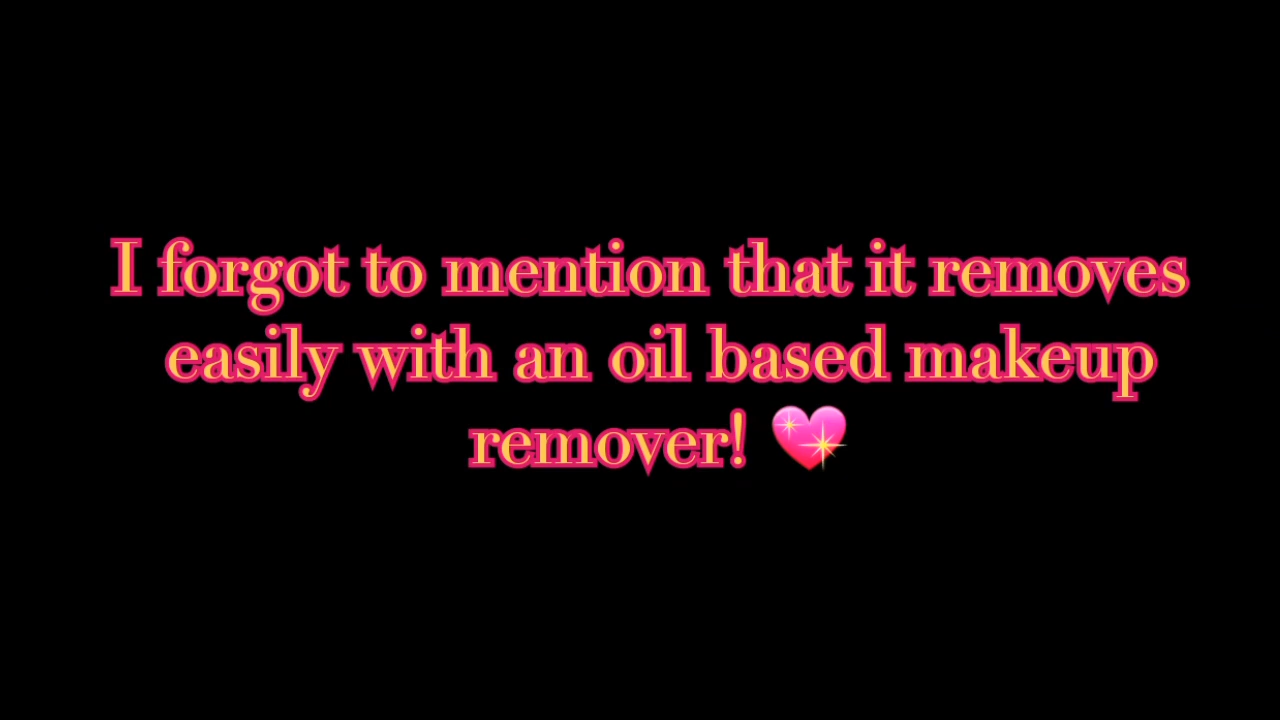 I forgot to mention that it removes
easily with an oil based makeup
remover! 💖